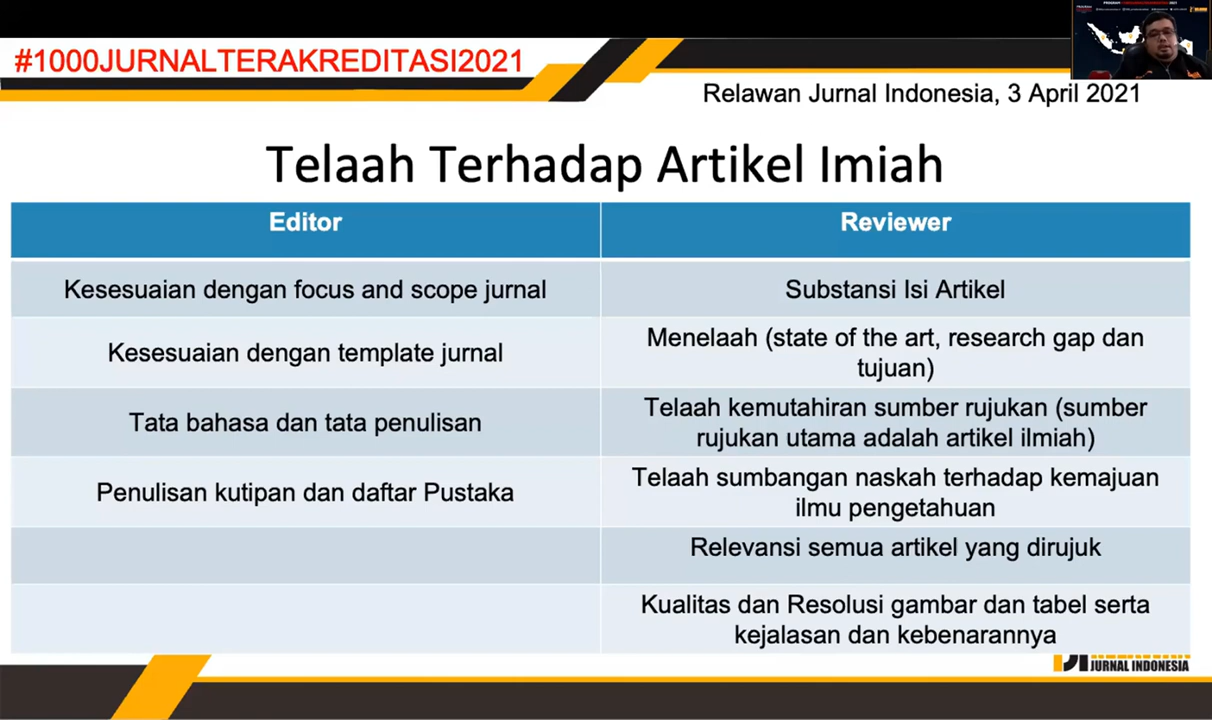 #1000JURNALTERAKREDITASI2021
Relawan Jurnal Indonesia, 3 April 2021
Telaah Terhadap Artikel Imiah
Editor
Reviewer
Kesesuaian dengan focus and scope jurnal
Substansi Isi Artikel
Kesesuaian dengan template jurnal
Menelaah (state of the art, research gap dan
tujuan)
Tata bahasa dan tata penulisan
Telaah kemutahiran sumber rujukan (sumber
rujukan utama adalah artikel ilmiah)
Penulisan kutipan dan daftar Pustaka
Telaah sumbangan naskah terhadap kemajuan
ilmu pengetahuan
Relevansi semua artikel yang dirujuk
Kualitas dan Resolusi gambar dan tabel serta
kejalasan dan kebenarannya
JURNAL INDONESIA